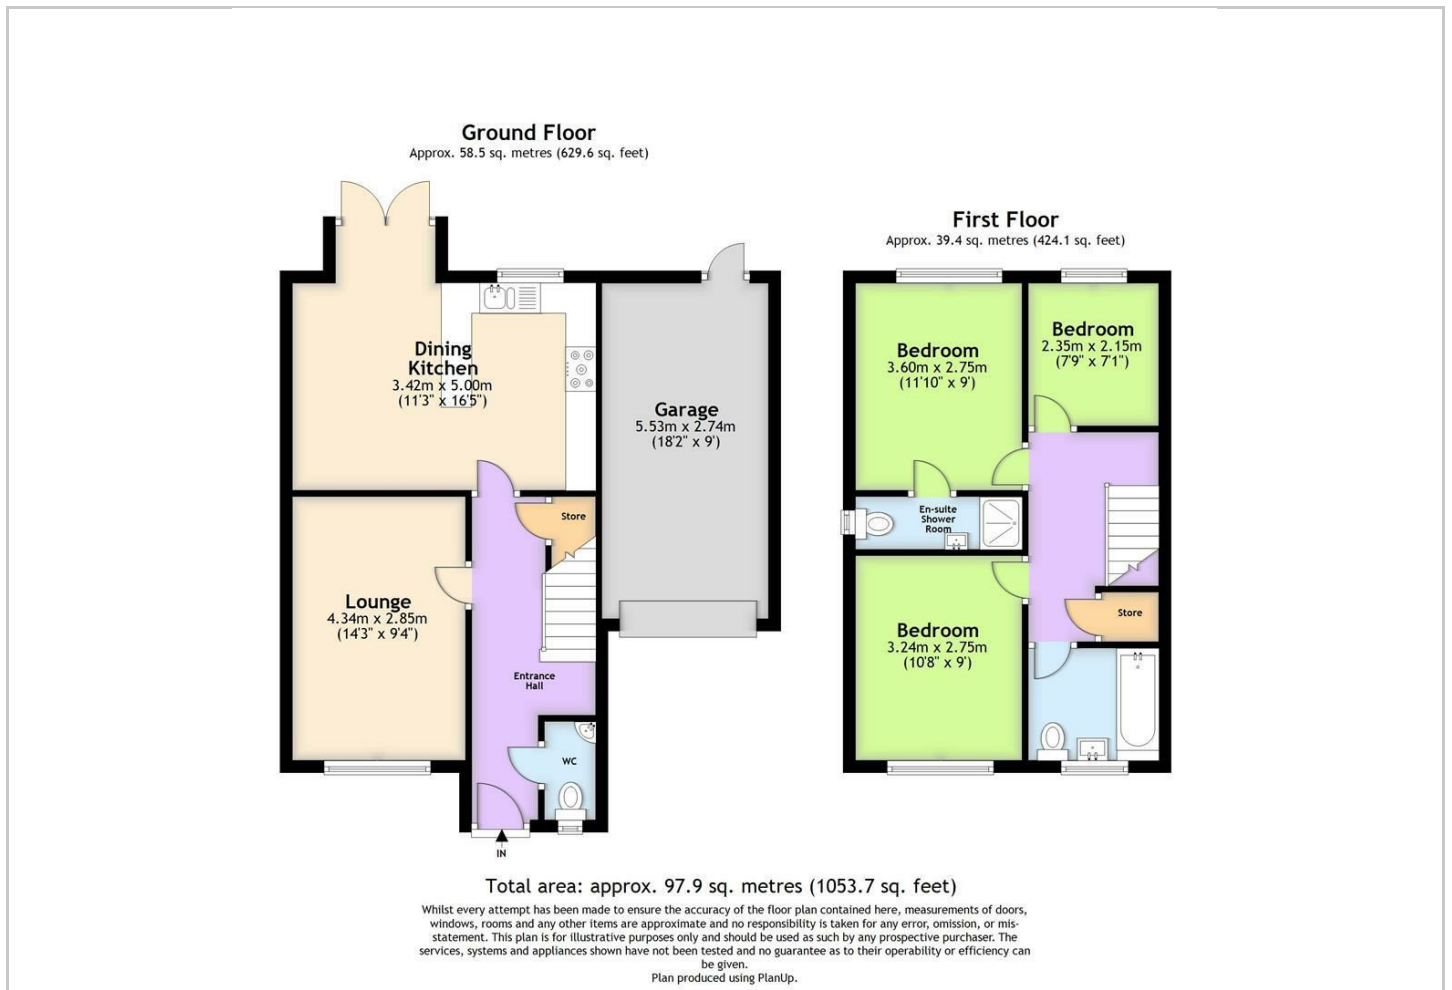 Ground Floor
Approx. 58.5 sq. metres (629.6 sq. feet)
Dining
Kitchen
3.42m x 5.00m
(11'3" x 16'5")
Garage
5.53m x 2.74m
(18'2" x 9')
Store
Lounge
4.34m x 2.85m
(14'3" x 9'4")
Entrance
Hall
WC
IN
First Floor
Approx. 39.4 sq. metres (424.1 sq. feet)
Bedroom
3.60m x 2.75m
(11'10" x 9')
Bedroom
2.35m x 2.15m
(7'9" x 7'1")
En-suite
Shower
Room
Bedroom
3.24m x 2.75m
(10'8" x 9')
Store
Total area: approx. 97.9 sq. metres (1053.7 sq. feet)
Whilst every attempt has been made to ensure the accuracy of the floor plan contained here, measurements of doors,
windows, rooms and any other items are approximate and no responsibility is taken for any error, omission, or mis-
statement. This plan is for illustrative purposes only and should be used as such by any prospective purchaser. The
services, systems and appliances shown have not been tested and no guarantee as to their operability or efficiency can
be given.
Plan produced using PlanUp.